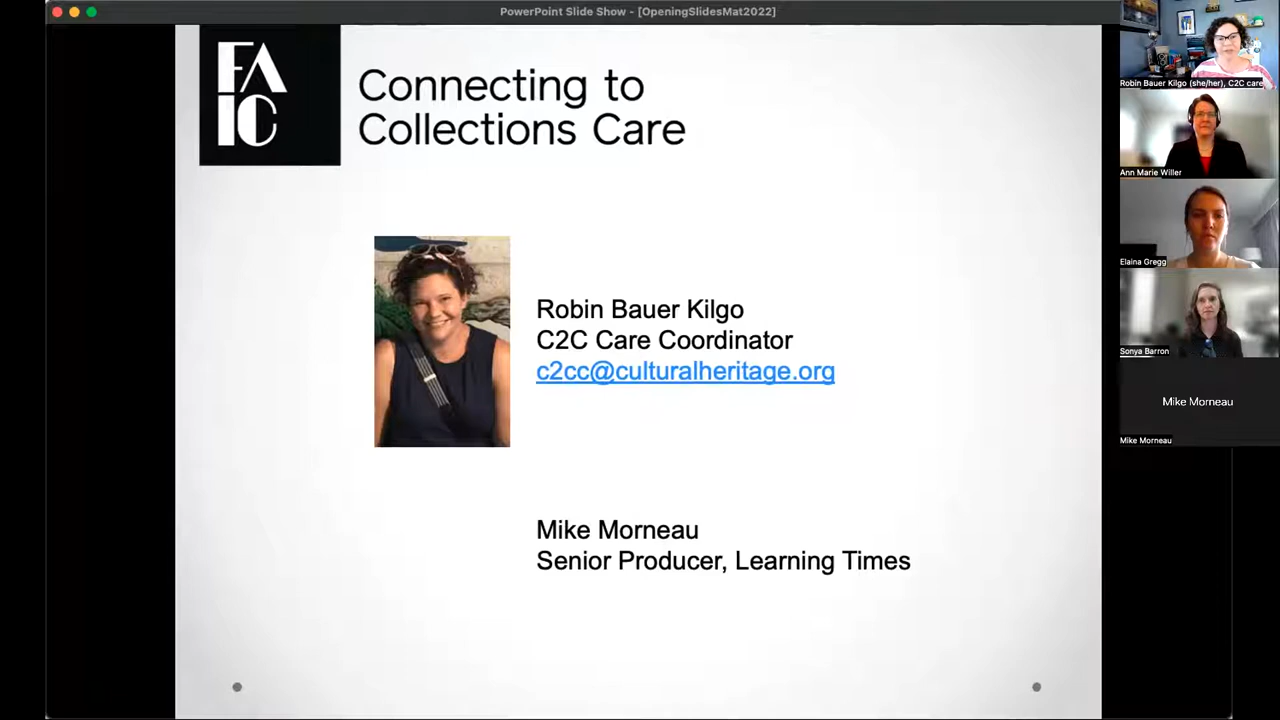 PowerPoint Slide Show - [OpeningSlidesMat2022]
FA
IC
Connecting to
Collections Care
Robin Bauer Kilgo
C2C Care Coordinator
c2cc@culturalheritage.org
Mike Morneau
Senior Producer, Learning Times
Robin Bauer Kilgo (she/her), C2C care
Ann Marie Willer
Elaina Gregg
Sonya Barron
Mike Morneau
Mike Morneau